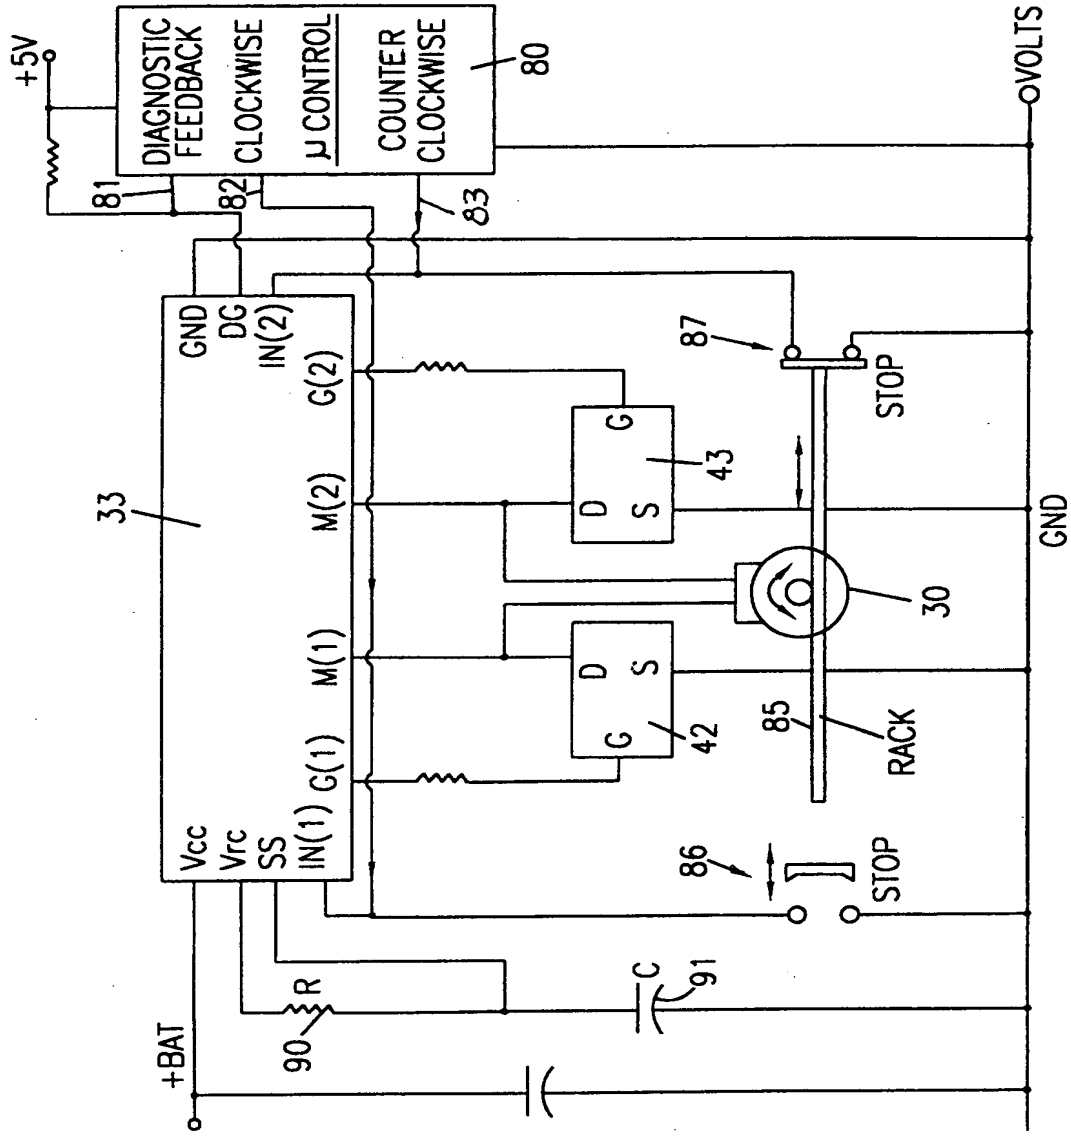 33
+5V
+BAT
Vcc
Vrc
SS
IN(1)
G(1)
M(1)
M(2)
G(2)
GND
DG
IN(2)
81
82
83
DIAGNOSTIC
FEEDBACK
CLOCKWISE
μ CONTROL
COUNTER
CLOCKWISE
80
90
R
C
91
G
D
S
42
D
S
G
43
86
STOP
85
RACK
30
87
STOP
GND
VOLTS